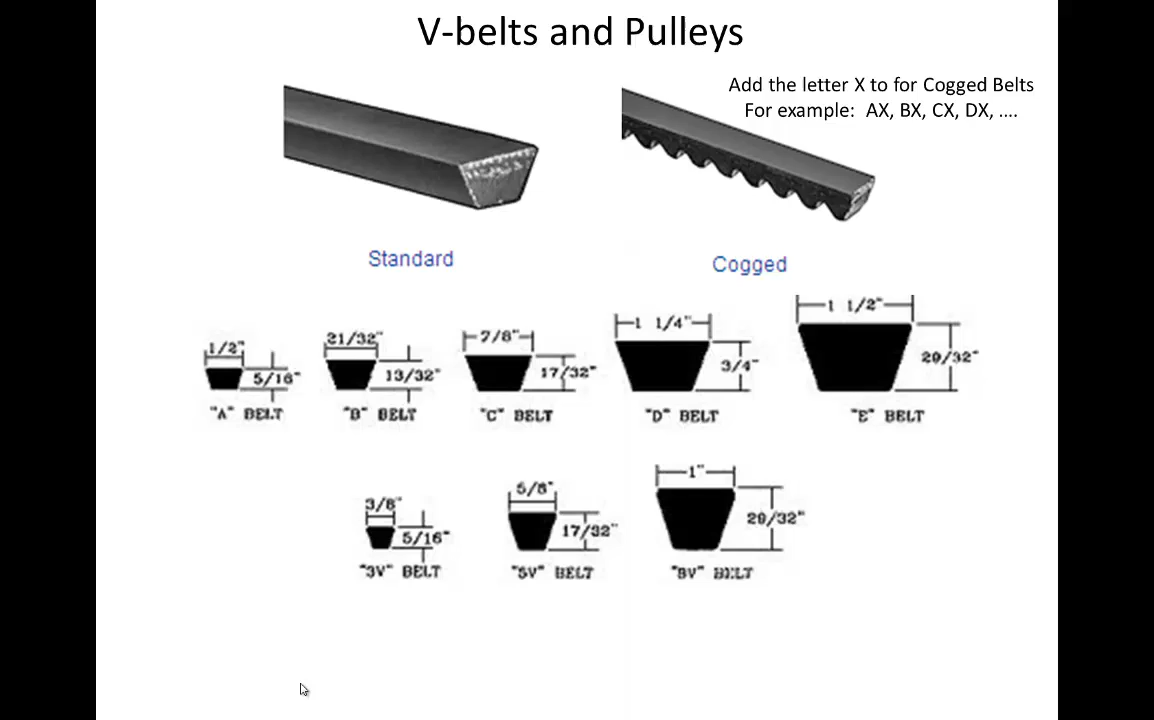 V-belts and Pulleys
Add the letter X to for Cogged Belts
For example:  AX, BX, CX, DX, ....
Standard
Cogged
1/2"
5/16"
"A" BELT
21/32"
13/32"
"B" BELT
7/8"
17/32"
"C" BELT
1 1/4"
3/4"
"D" BELT
1 1/2"
29/32"
"E" BELT
3/8"
5/16"
"3V" BELT
5/8"
17/32"
"5V" BELT
1"
29/32"
"8V" BELT